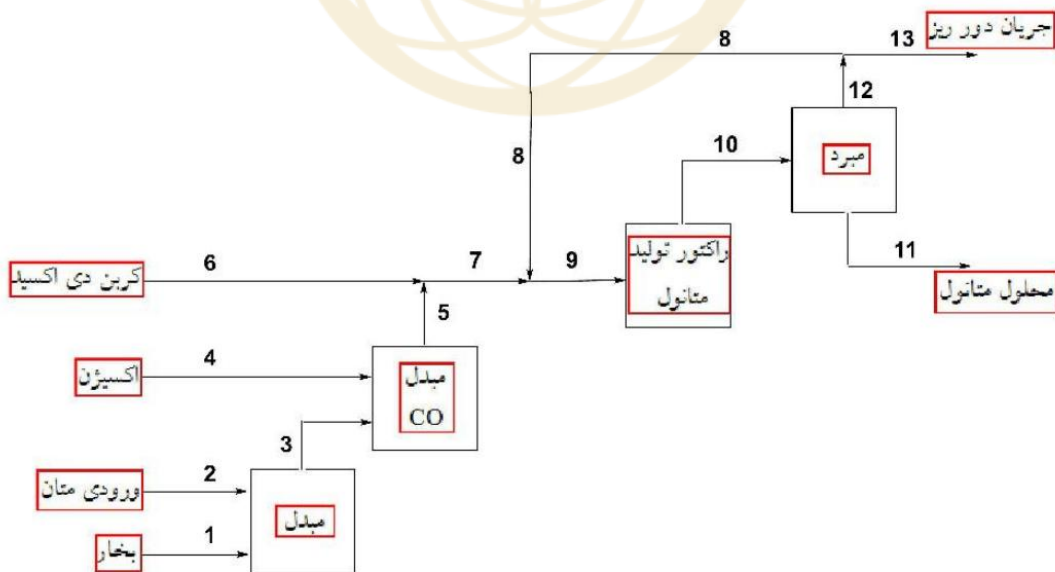 جریان دور ریز
13
8
12
مبرد
10
8
راکتور تولید
متانول
11
محلول متانول
9
7
6
کربن دی اکسید
5
4
اکسیژن
مبدل
CO
3
2
ورودی متان
مبدل
1
بخار